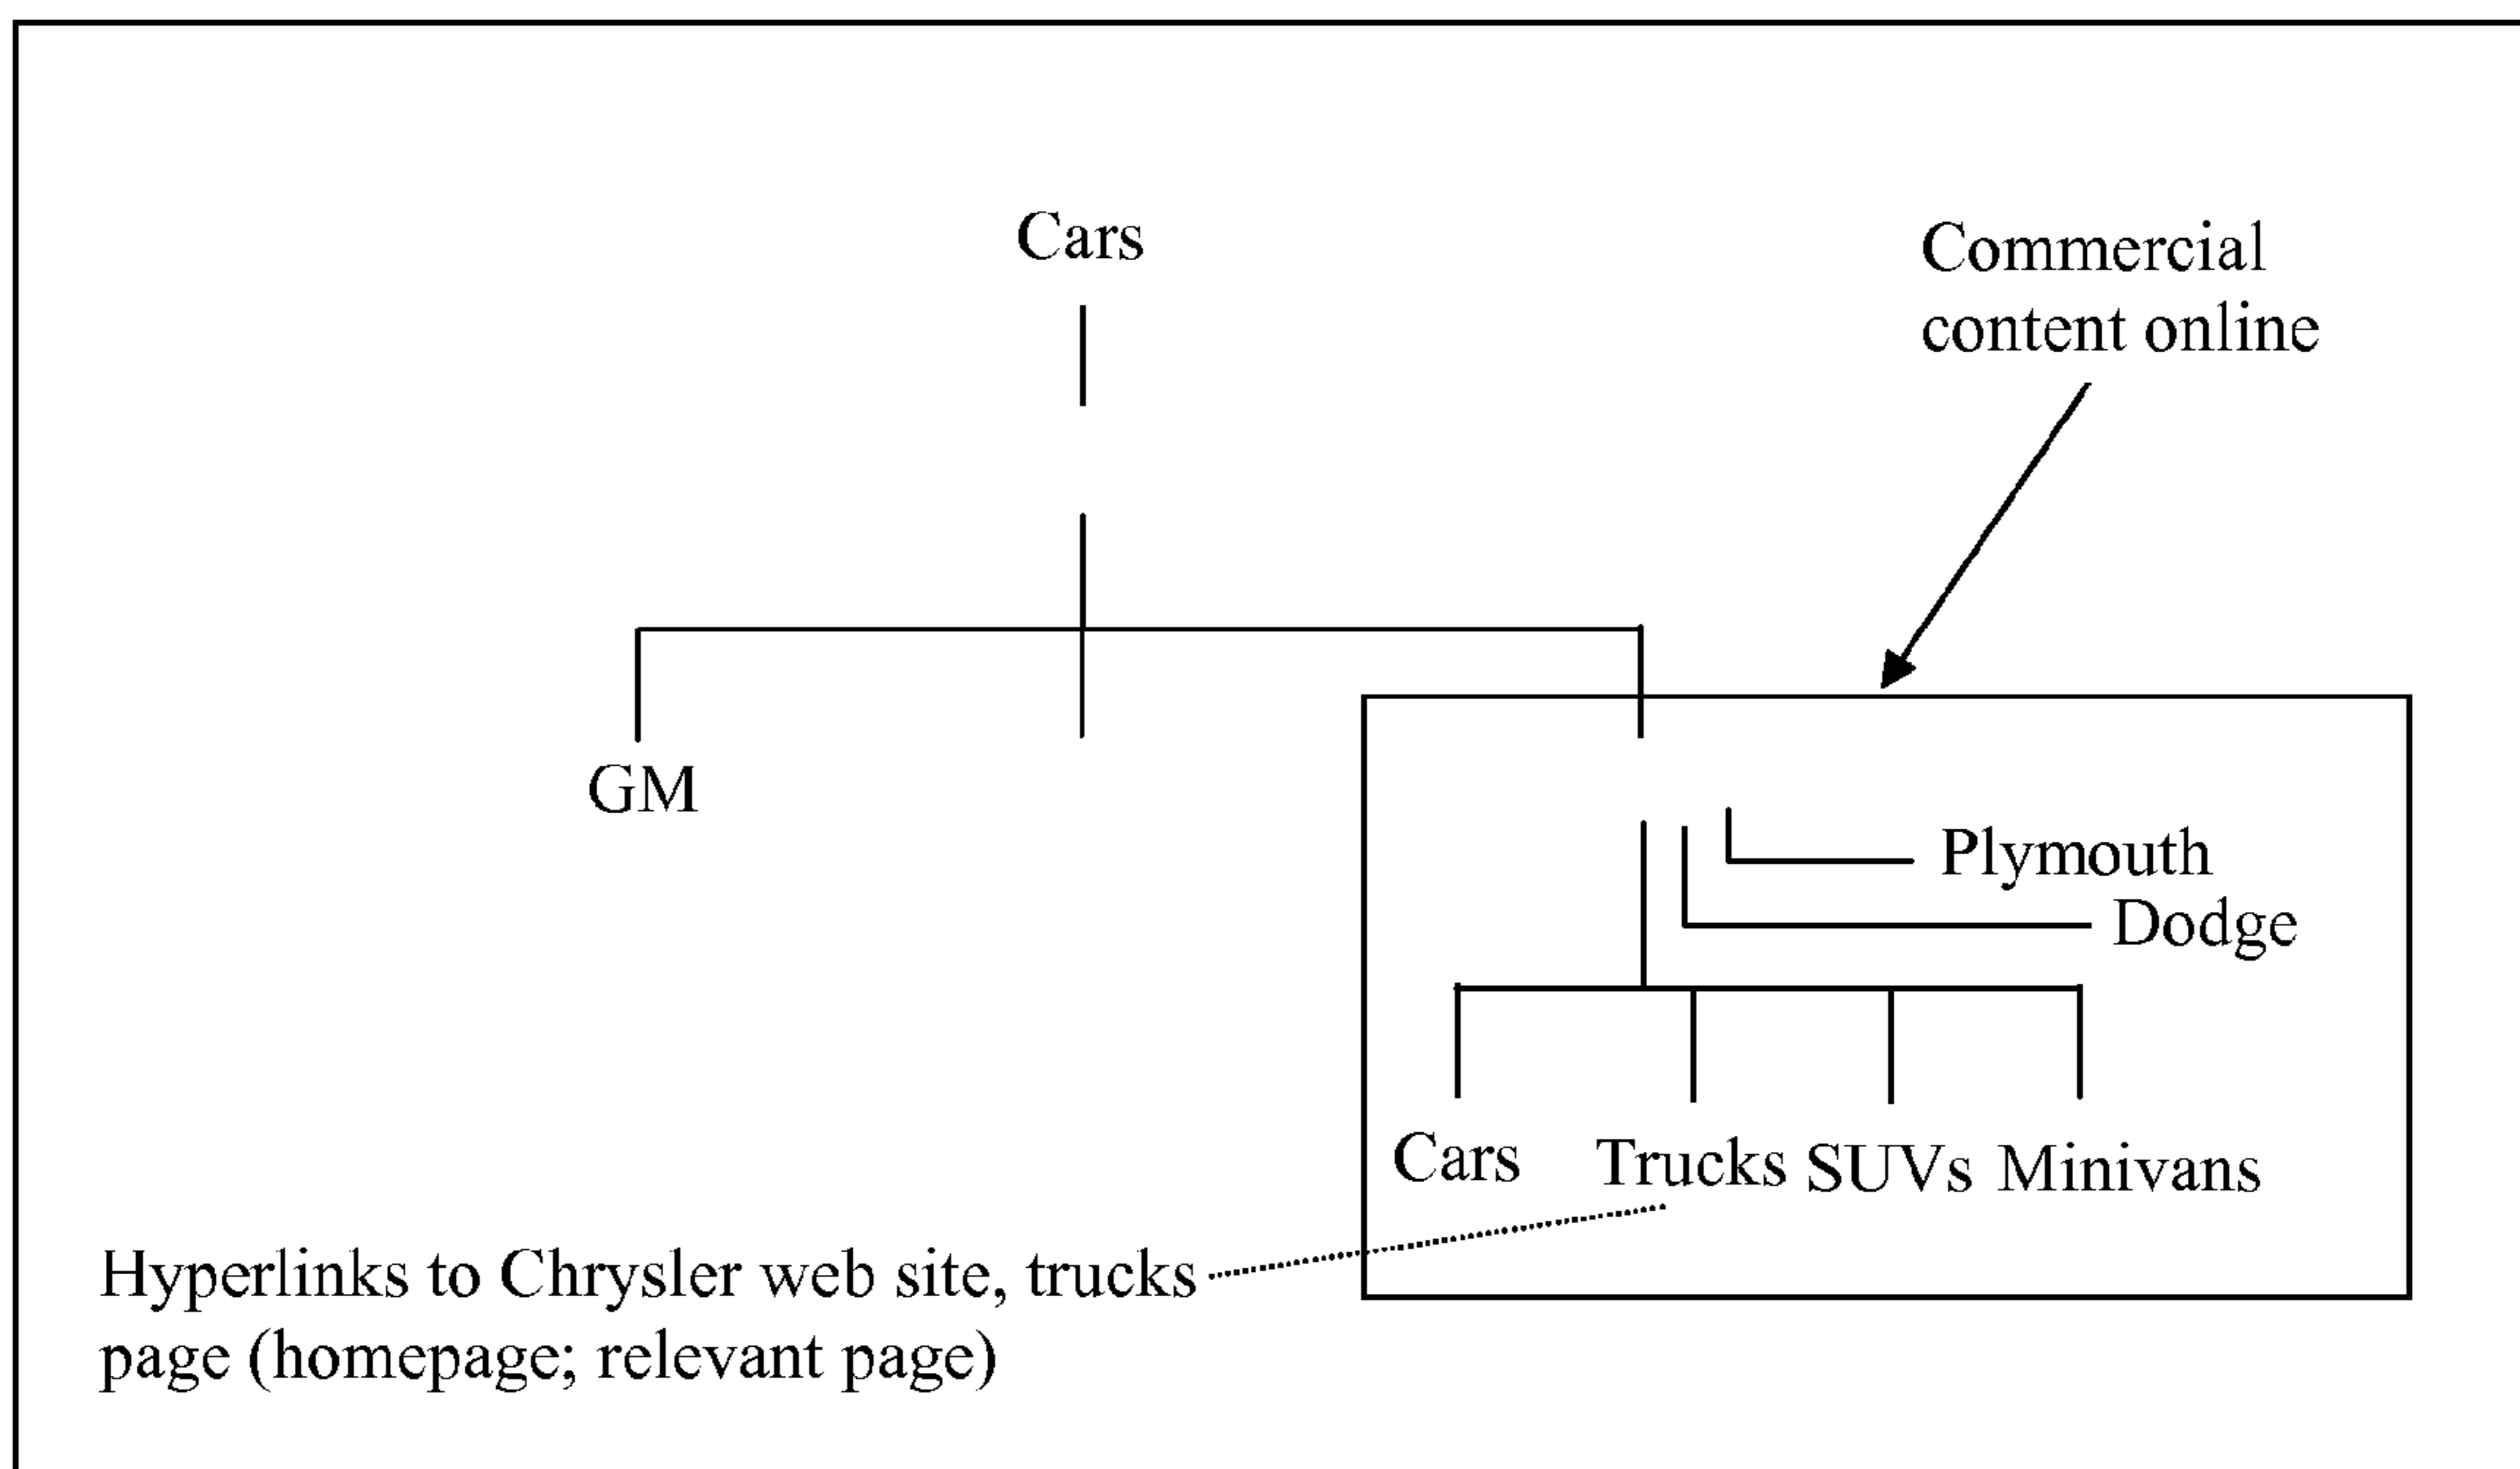 Cars
Commercial
content online
GM
Plymouth
Dodge
Cars
Trucks
SUVs
Minivans
Hyperlinks to Chrysler web site, trucks
page (homepage; relevant page)